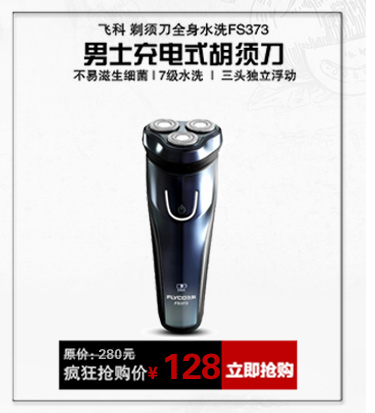 飞科 剃须刀全身水洗FS373
男士充电式胡须刀
不易滋生细菌 | 7级水洗 | 三头独立浮动
FLYCO飞科
FS373
原价:280元
疯狂抢购价¥128 立即抢购